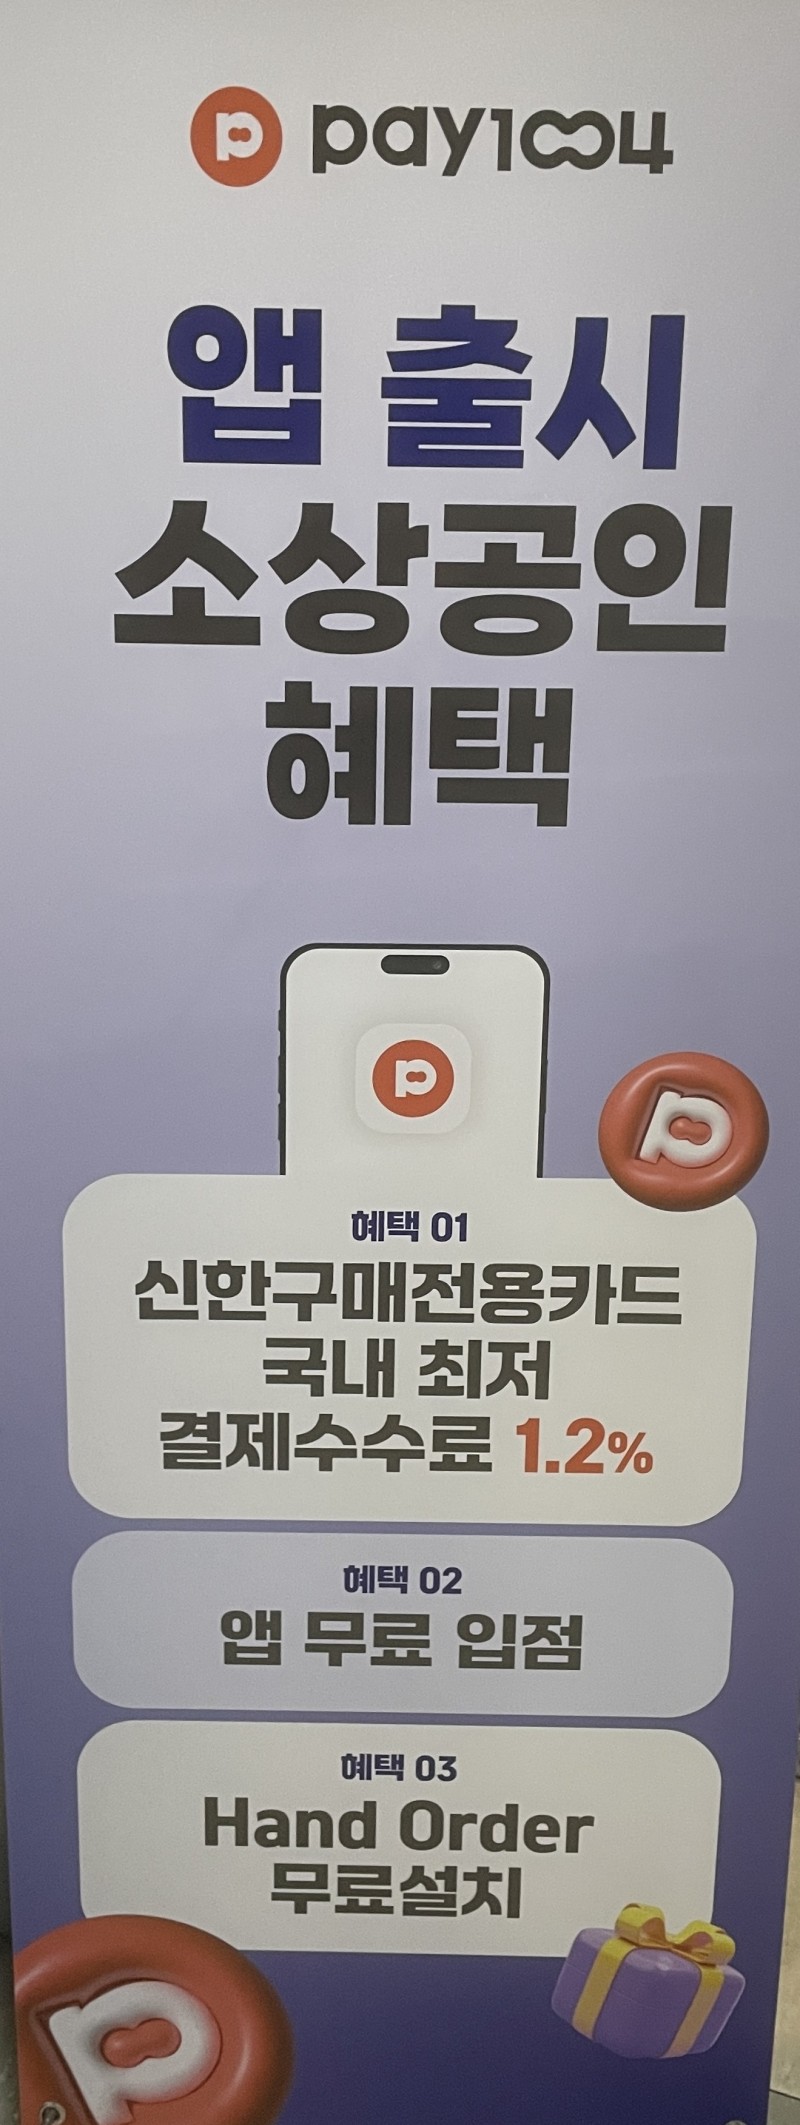 pay1004
앱 출시
소상공인
혜택
혜택 01
신한구매전용카드
국내 최저
결제수수료 1.2%
혜택 02
앱 무료 입점
혜택 03
Hand Order
무료설치